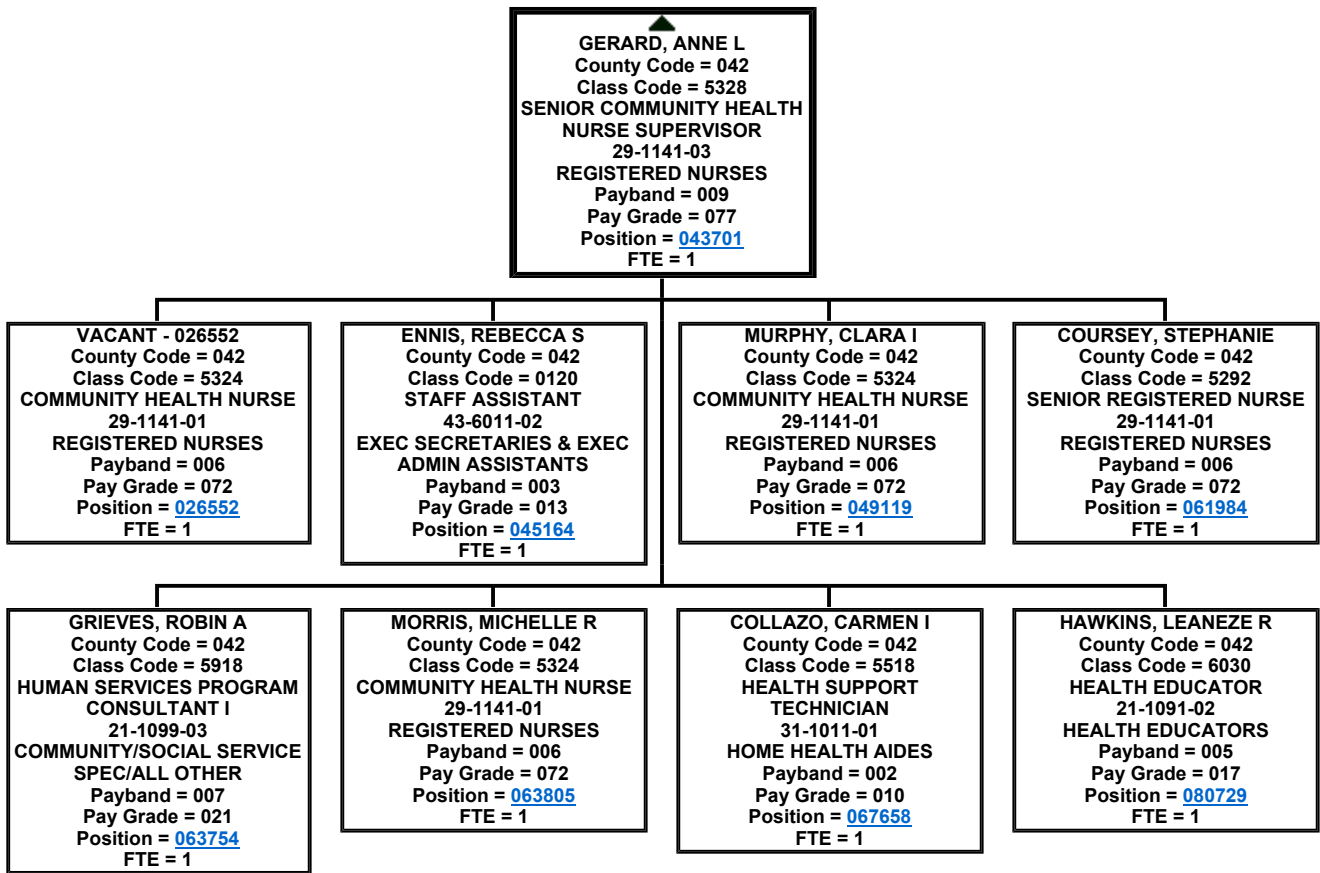 GERARD, ANNE L
County Code = 042
Class Code = 5328
SENIOR COMMUNITY HEALTH
NURSE SUPERVISOR
29-1141-03
REGISTERED NURSES
Payband = 009
Pay Grade = 077
Position = 043701
FTE = 1
VACANT - 026552
County Code = 042
Class Code = 5324
COMMUNITY HEALTH NURSE
29-1141-01
REGISTERED NURSES
Payband = 006
Pay Grade = 072
Position = 026552
FTE = 1
ENNIS, REBECCA S
County Code = 042
Class Code = 0120
STAFF ASSISTANT
43-6011-02
EXEC SECRETARIES & EXEC
ADMIN ASSISTANTS
Payband = 003
Pay Grade = 013
Position = 045164
FTE = 1
MURPHY, CLARA I
County Code = 042
Class Code = 5324
COMMUNITY HEALTH NURSE
29-1141-01
REGISTERED NURSES
Payband = 006
Pay Grade = 072
Position = 049119
FTE = 1
COURSEY, STEPHANIE
County Code = 042
Class Code = 5292
SENIOR REGISTERED NURSE
29-1141-01
REGISTERED NURSES
Payband = 006
Pay Grade = 072
Position = 061984
FTE = 1
GRIEVES, ROBIN A
County Code = 042
Class Code = 5918
HUMAN SERVICES PROGRAM
CONSULTANT I
21-1099-03
COMMUNITY/SOCIAL SERVICE
SPEC/ALL OTHER
Payband = 007
Pay Grade = 021
Position = 063754
FTE = 1
MORRIS, MICHELLE R
County Code = 042
Class Code = 5324
COMMUNITY HEALTH NURSE
29-1141-01
REGISTERED NURSES
Payband = 006
Pay Grade = 072
Position = 063805
FTE = 1
COLLAZO, CARMEN I
County Code = 042
Class Code = 5518
HEALTH SUPPORT
TECHNICIAN
31-1011-01
HOME HEALTH AIDES
Payband = 002
Pay Grade = 010
Position = 067658
FTE = 1
HAWKINS, LEANEZE R
County Code = 042
Class Code = 6030
HEALTH EDUCATOR
21-1091-02
HEALTH EDUCATORS
Payband = 005
Pay Grade = 017
Position = 080729
FTE = 1